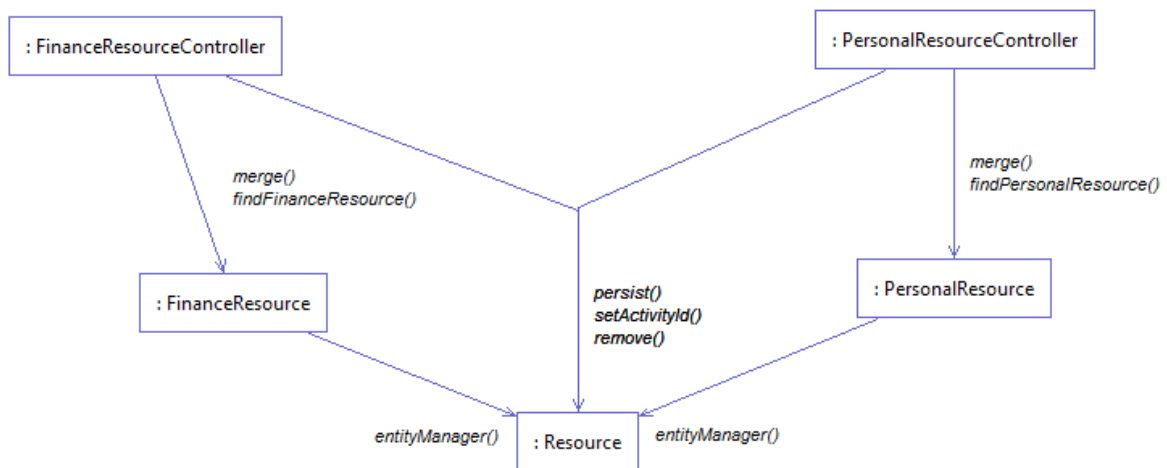 : FinanceResourceController
: PersonalResourceController
merge()
findFinanceResource()
merge()
findPersonalResource()
: FinanceResource
persist()
setActivityId()
remove()
: PersonalResource
entityManager()
: Resource
entityManager()